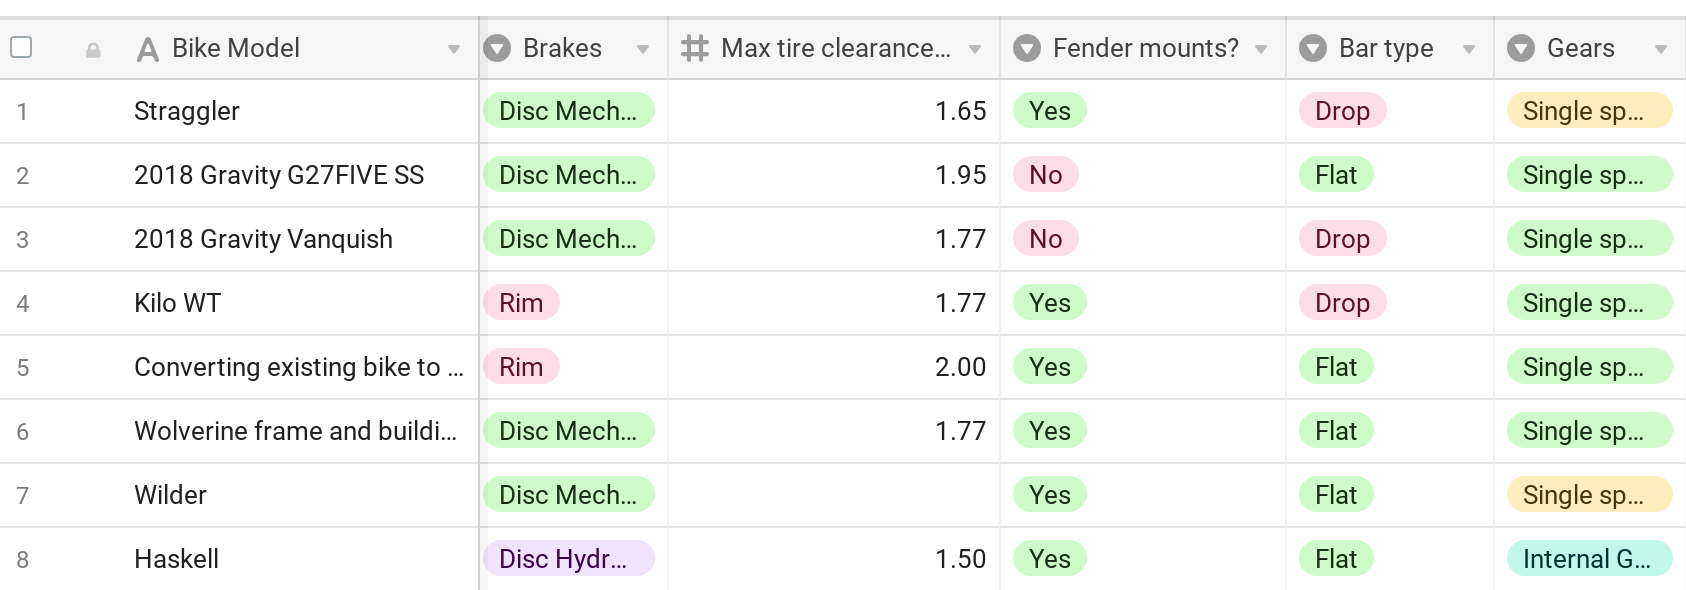 Bike Model Brakes Max tire clearance... Fender mounts? Bar type Gears
1 Straggler Disc Mech... 1.65 Yes Drop Single sp...
2 2018 Gravity G27FIVE SS Disc Mech... 1.95 No Flat Single sp...
3 2018 Gravity Vanquish Disc Mech... 1.77 No Drop Single sp...
4 Kilo WT Rim 1.77 Yes Drop Single sp...
5 Converting existing bike to ... Rim 2.00 Yes Flat Single sp...
6 Wolverine frame and buildi... Disc Mech... 1.77 Yes Flat Single sp...
7 Wilder Disc Mech... Yes Flat Single sp...
8 Haskell Disc Hydr... 1.50 Yes Flat Internal G...